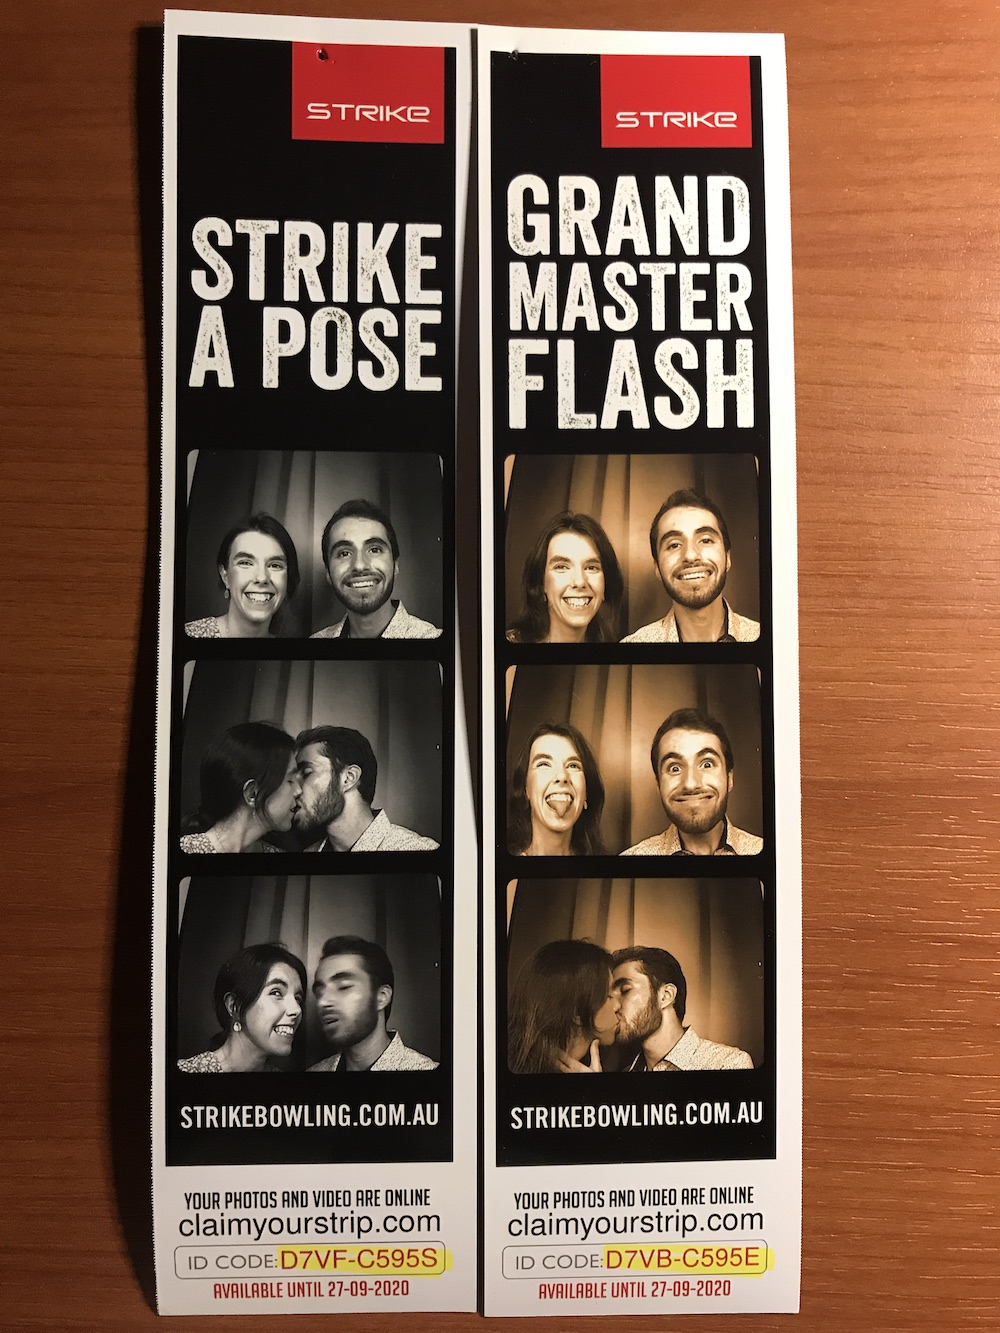 STRIKE
STRIKE
A POSE
STRIKEBOWLING.COM.AU
YOUR PHOTOS AND VIDEO ARE ONLINE
claimyourstrip.com
ID CODE: D7VF-C595S
AVAILABLE UNTIL 27-09-2020
STRIKE
GRAND
MASTER
FLASH
STRIKEBOWLING.COM.AU
YOUR PHOTOS AND VIDEO ARE ONLINE
claimyourstrip.com
ID CODE: D7VB-C595E
AVAILABLE UNTIL 27-09-2020